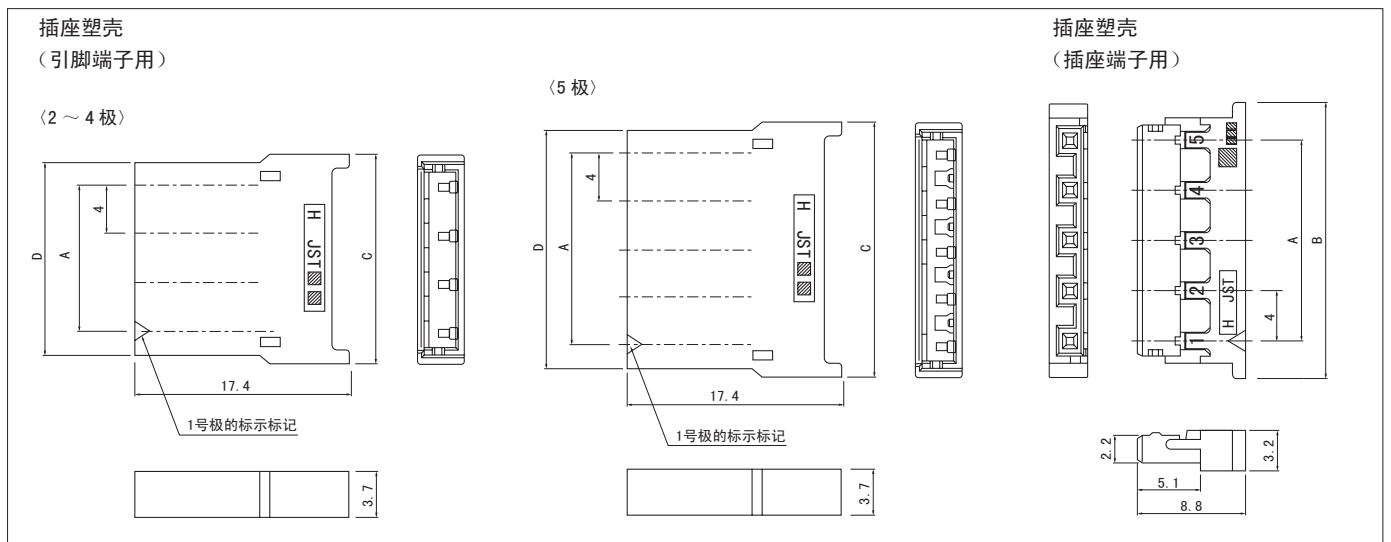 插座塑壳
（引脚端子用）
〈2 ～ 4 极〉
D
A
4
H JST
C
17.4
1号极的标示标记
3.7
〈5 极〉
D
A
4
H JST
C
17.4
1号极的标示标记
3.7
插座塑壳
（插座端子用）
5
4
3
2
1
H JST
4
A
B
2.2
5.1
8.8
3.2